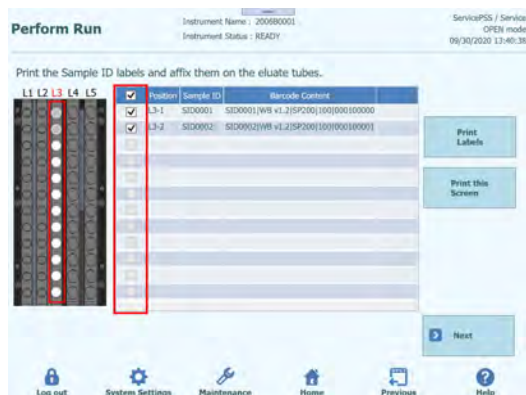 Perform Run
Instrument Name : 2006B0001
Instrument Status : READY
ServicePSS / Service
OPEN mode
09/30/2020 13:40:38
Print the Sample ID labels and affix them on the eluate tubes.
L1 L2 L3 L4 L5
Position Sample ID Barcode Content
L3-1 SID0001 SID0001|WB v1.2|SP200|100|000100000
L3-2 SID0002 SID0002|WB v1.2|SP200|100|000100001
Print
Labels
Print this
Screen
Next
Log out
System Settings
Maintenance
Home
Previous
Help